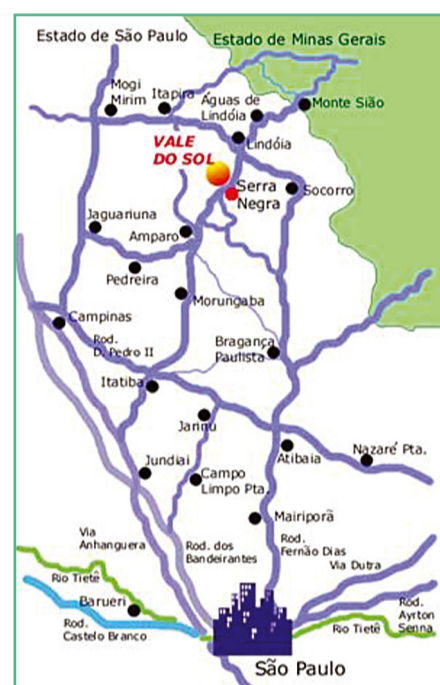 Estado de São Paulo
Estado de Minas Gerais
Mogi
Mirim
Itapira
Águas de
Lindóia
Monte Sião
VALE
DO SOL
Lindóia
Serra
Negra
Socorro
Jaguariuna
Amparo
Pedreira
Morungaba
Campinas
Rod.
D. Pedro II
Bragança
Paulista
Itatiba
Jarinu
Atibaia
Nazaré Pta.
Jundiai
Campo
Limpo Pta.
Mairiporã
Via
Anhanguera
Rod. dos
Bandeirantes
Rod.
Fernão Dias
Via Dutra
Rio Tietê
Barueri
Rod.
Castelo Branco
Rod.
Ayrton
Senna
Rio Tietê
São Paulo